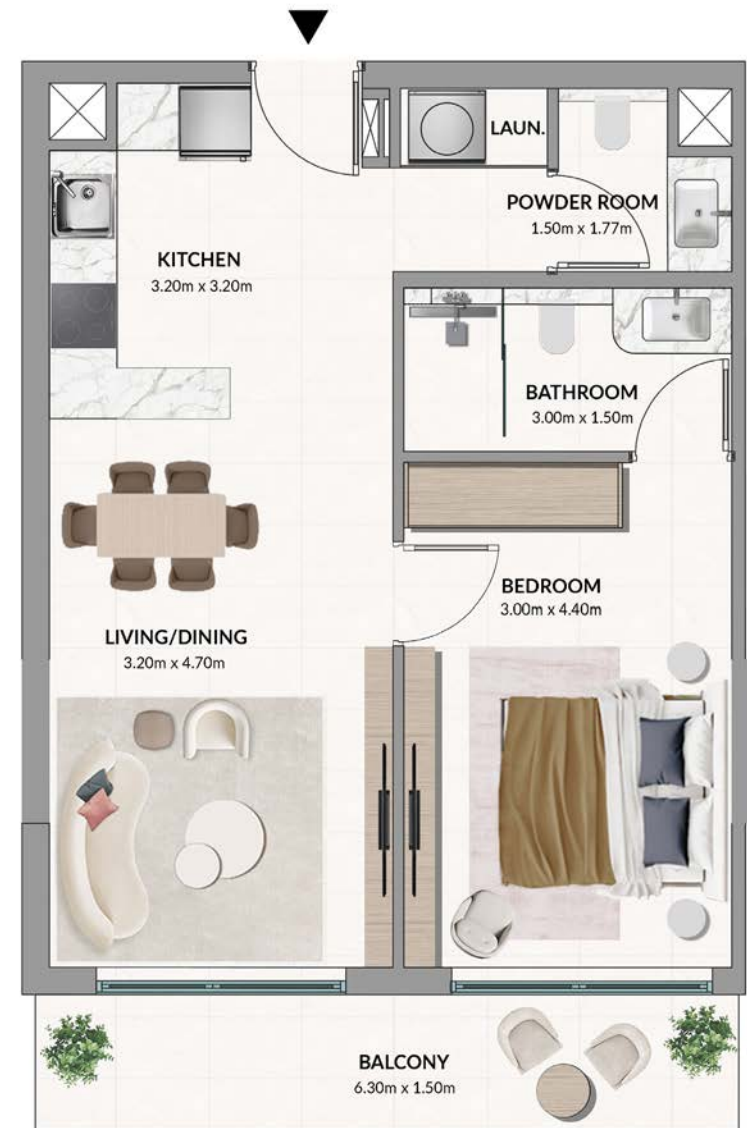 LAUN.
POWDER ROOM
1.50m x 1.77m
KITCHEN
3.20m x 3.20m
BATHROOM
3.00m x 1.50m
BEDROOM
3.00m x 4.40m
LIVING/DINING
3.20m x 4.70m
BALCONY
6.30m x 1.50m